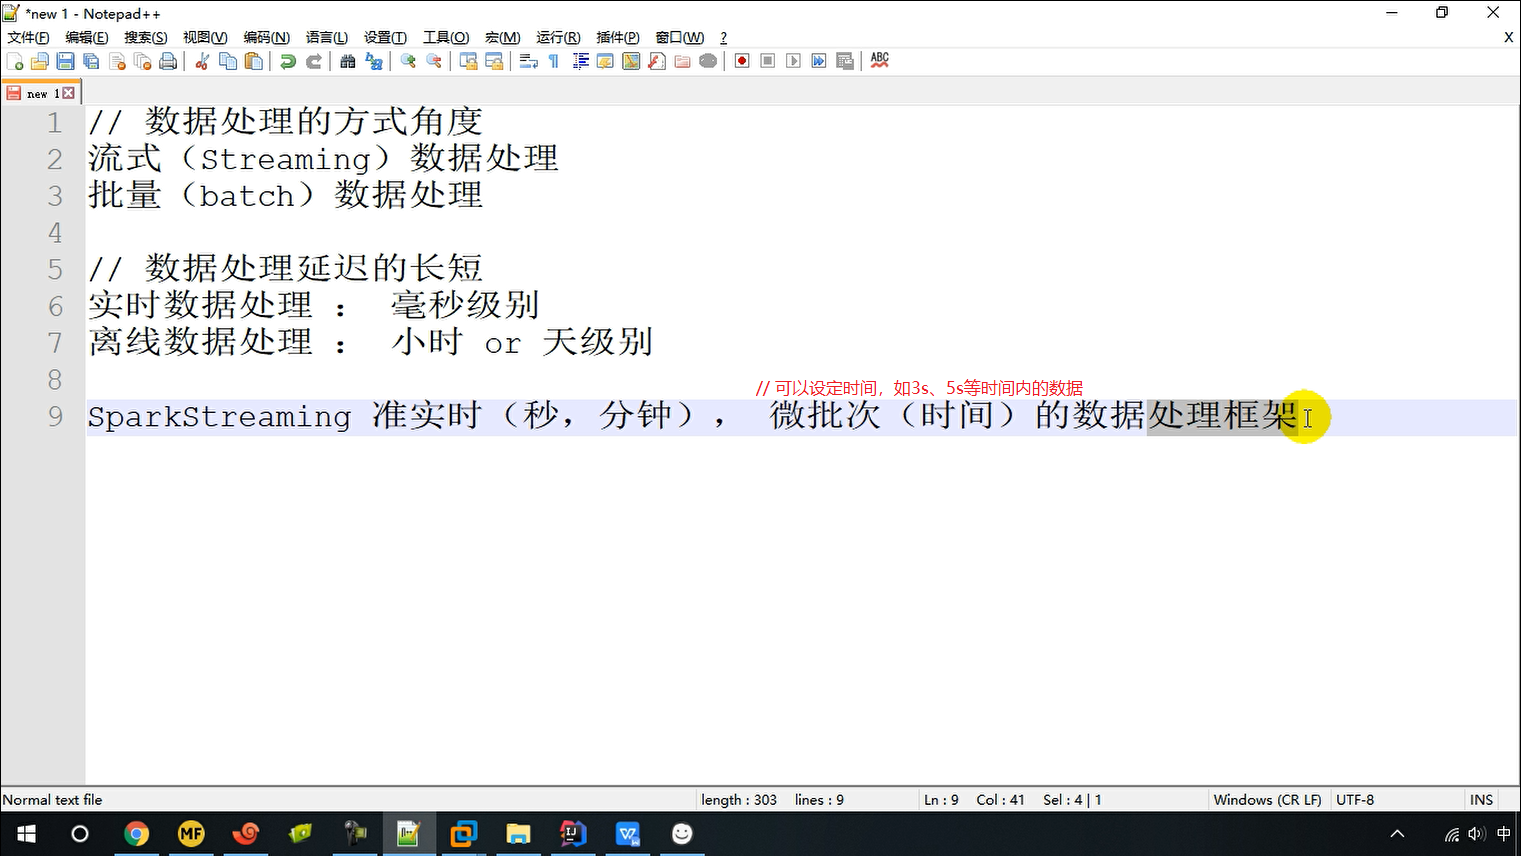 *new 1 - Notepad++
文件(F) 编辑(E) 搜索(S) 视图(V) 编码(N) 语言(L) 设置(T) 工具(O) 宏(M) 运行(R) 插件(P) 窗口(W) ? X
ABC
new 1
1 // 数据处理的方式角度
2 流式（Streaming）数据处理
3 批量（batch）数据处理
4
5 // 数据处理延迟的长短
6 实时数据处理 ： 毫秒级别
7 离线数据处理 ： 小时 or 天级别
8
// 可以设定时间，如3s、5s等时间内的数据
9 SparkStreaming 准实时（秒，分钟）， 微批次（时间）的数据处理框架
Normal text file length : 303 lines : 9 Ln : 9 Col : 41 Sel : 4 | 1 Windows (CR LF) UTF-8 INS
MF IJ 中